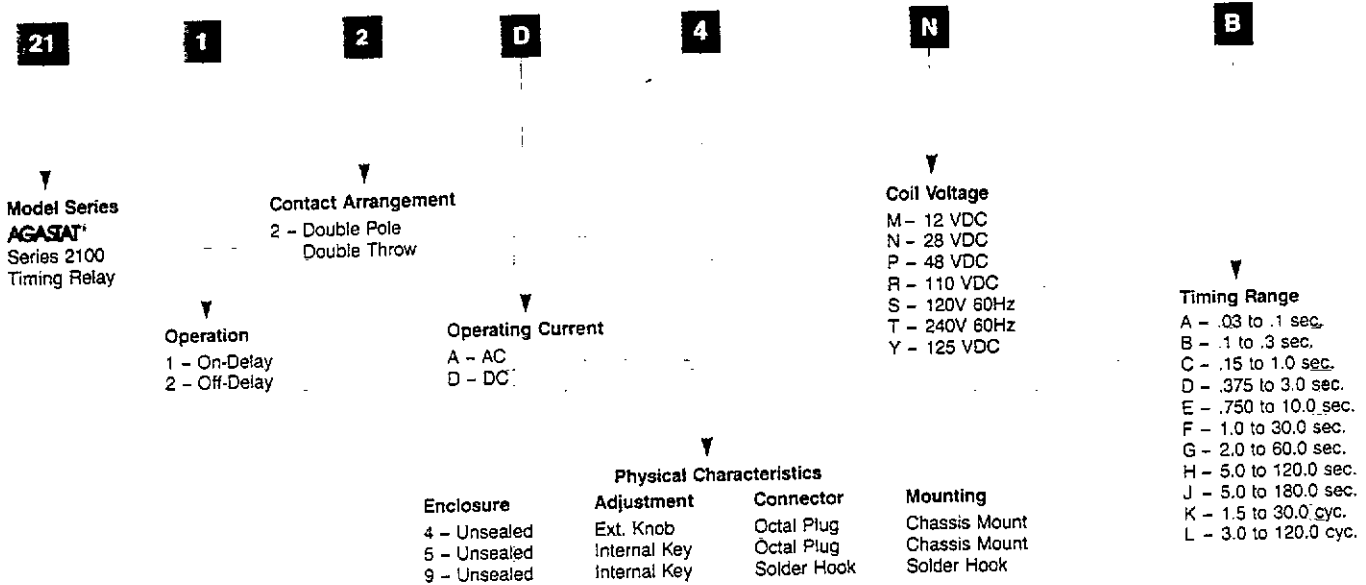 21 1 2 D 4 N B
Model Series
AGASTAT
Series 2100
Timing Relay
Operation
1 – On-Delay
2 – Off-Delay
Contact Arrangement
2 – Double Pole
Double Throw
Operating Current
A – AC
D – DC
Physical Characteristics
Enclosure Adjustment Connector Mounting
4 – Unsealed Ext. Knob Octal Plug Chassis Mount
5 – Unsealed Internal Key Octal Plug Chassis Mount
9 – Unsealed Internal Key Solder Hook Solder Hook
Coil Voltage
M – 12 VDC
N – 28 VDC
P – 48 VDC
R – 110 VDC
S – 120V 60Hz
T – 240V 60Hz
Y – 125 VDC
Timing Range
A – .03 to .1 sec.
B – .1 to .3 sec.
C – .15 to 1.0 sec.
D – .375 to 3.0 sec.
E – .750 to 10.0 sec.
F – 1.0 to 30.0 sec.
G – 2.0 to 60.0 sec.
H – 5.0 to 120.0 sec.
J – 5.0 to 180.0 sec.
K – 1.5 to 30.0 cyc.
L – 3.0 to 120.0 cyc.